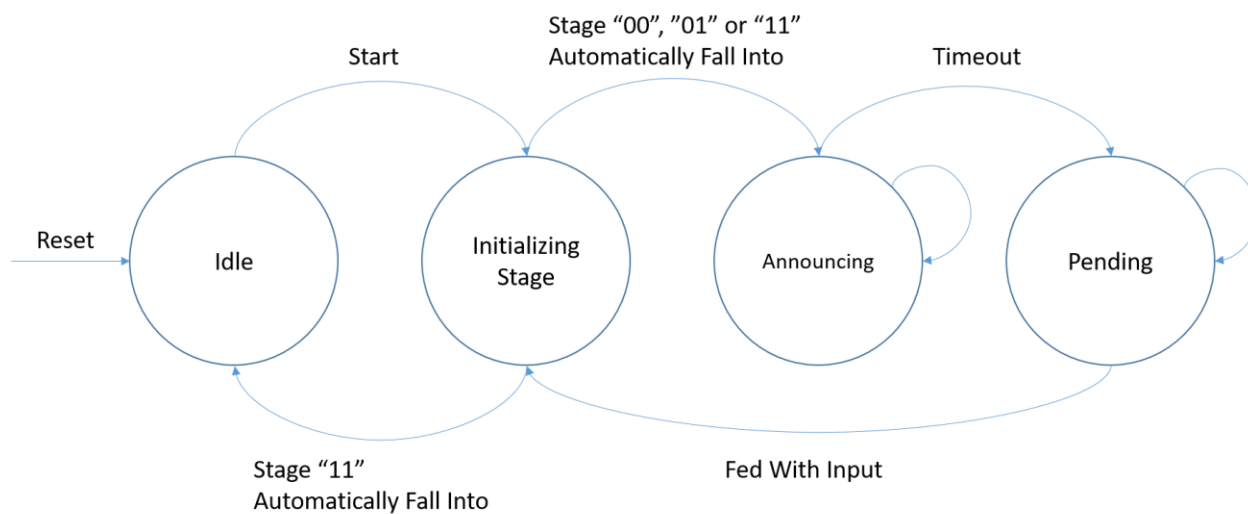 Stage “00”, ”01” or “11”
Automatically Fall Into
Start
Timeout
Reset
Idle
Initializing
Stage
Announcing
Pending
Stage “11”
Automatically Fall Into
Fed With Input